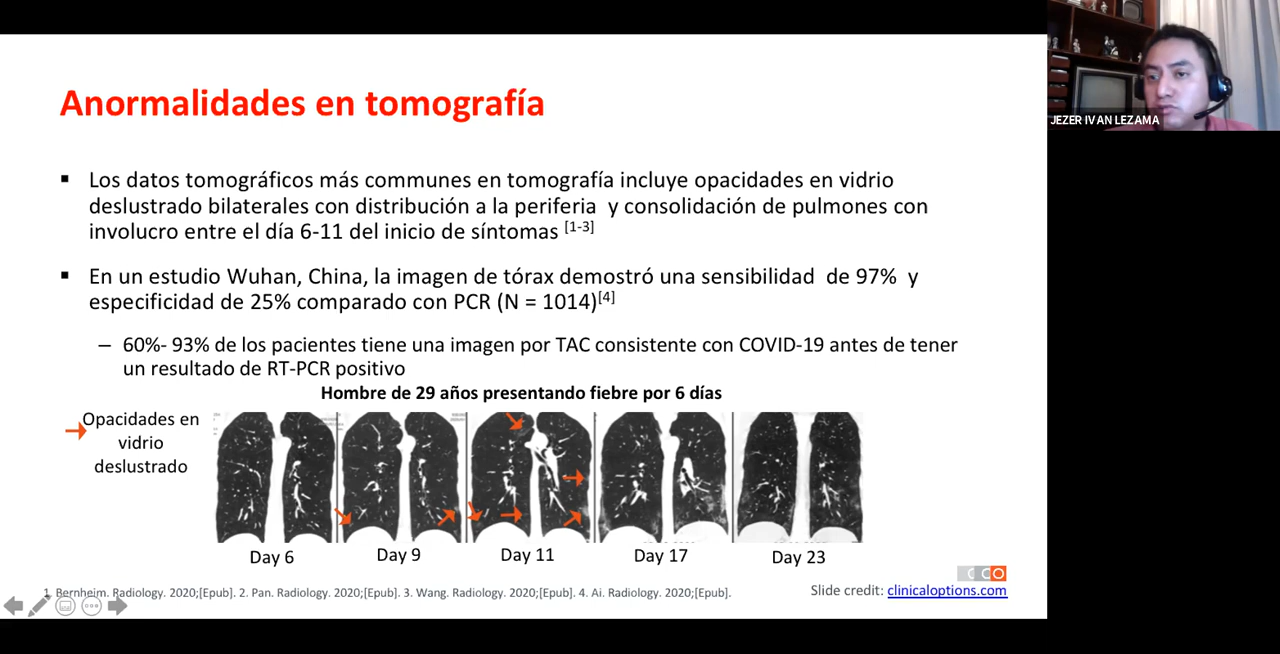 Anormalidades en tomografía
JEZER IVAN LEZAMA
▪ Los datos tomográficos más communes en tomografía incluye opacidades en vidrio
deslustrado bilaterales con distribución a la periferia y consolidación de pulmones con
involucro entre el día 6-11 del inicio de síntomas [1-3]
▪ En un estudio Wuhan, China, la imagen de tórax demostró una sensibilidad de 97% y
especificidad de 25% comparado con PCR (N = 1014)[4]
– 60%- 93% de los pacientes tiene una imagen por TAC consistente con COVID-19 antes de tener
un resultado de RT-PCR positivo
Hombre de 29 años presentando fiebre por 6 días
Opacidades en
vidrio
deslustrado
Day 6
Day 9
Day 11
Day 17
Day 23
CCO
1. Bernheim. Radiology. 2020;[Epub]. 2. Pan. Radiology. 2020;[Epub]. 3. Wang. Radiology. 2020;[Epub]. 4. Ai. Radiology. 2020;[Epub].
Slide credit: clinicaloptions.com